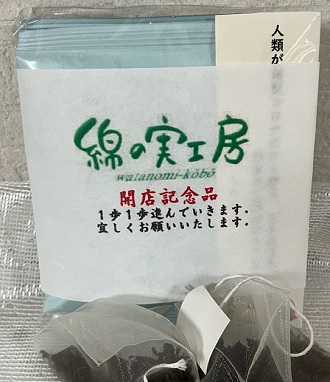 人類が
綿の実工房
watanomi-kōbō
開店記念品
1歩1歩進んでいきます。
宜しくお願いいたします。